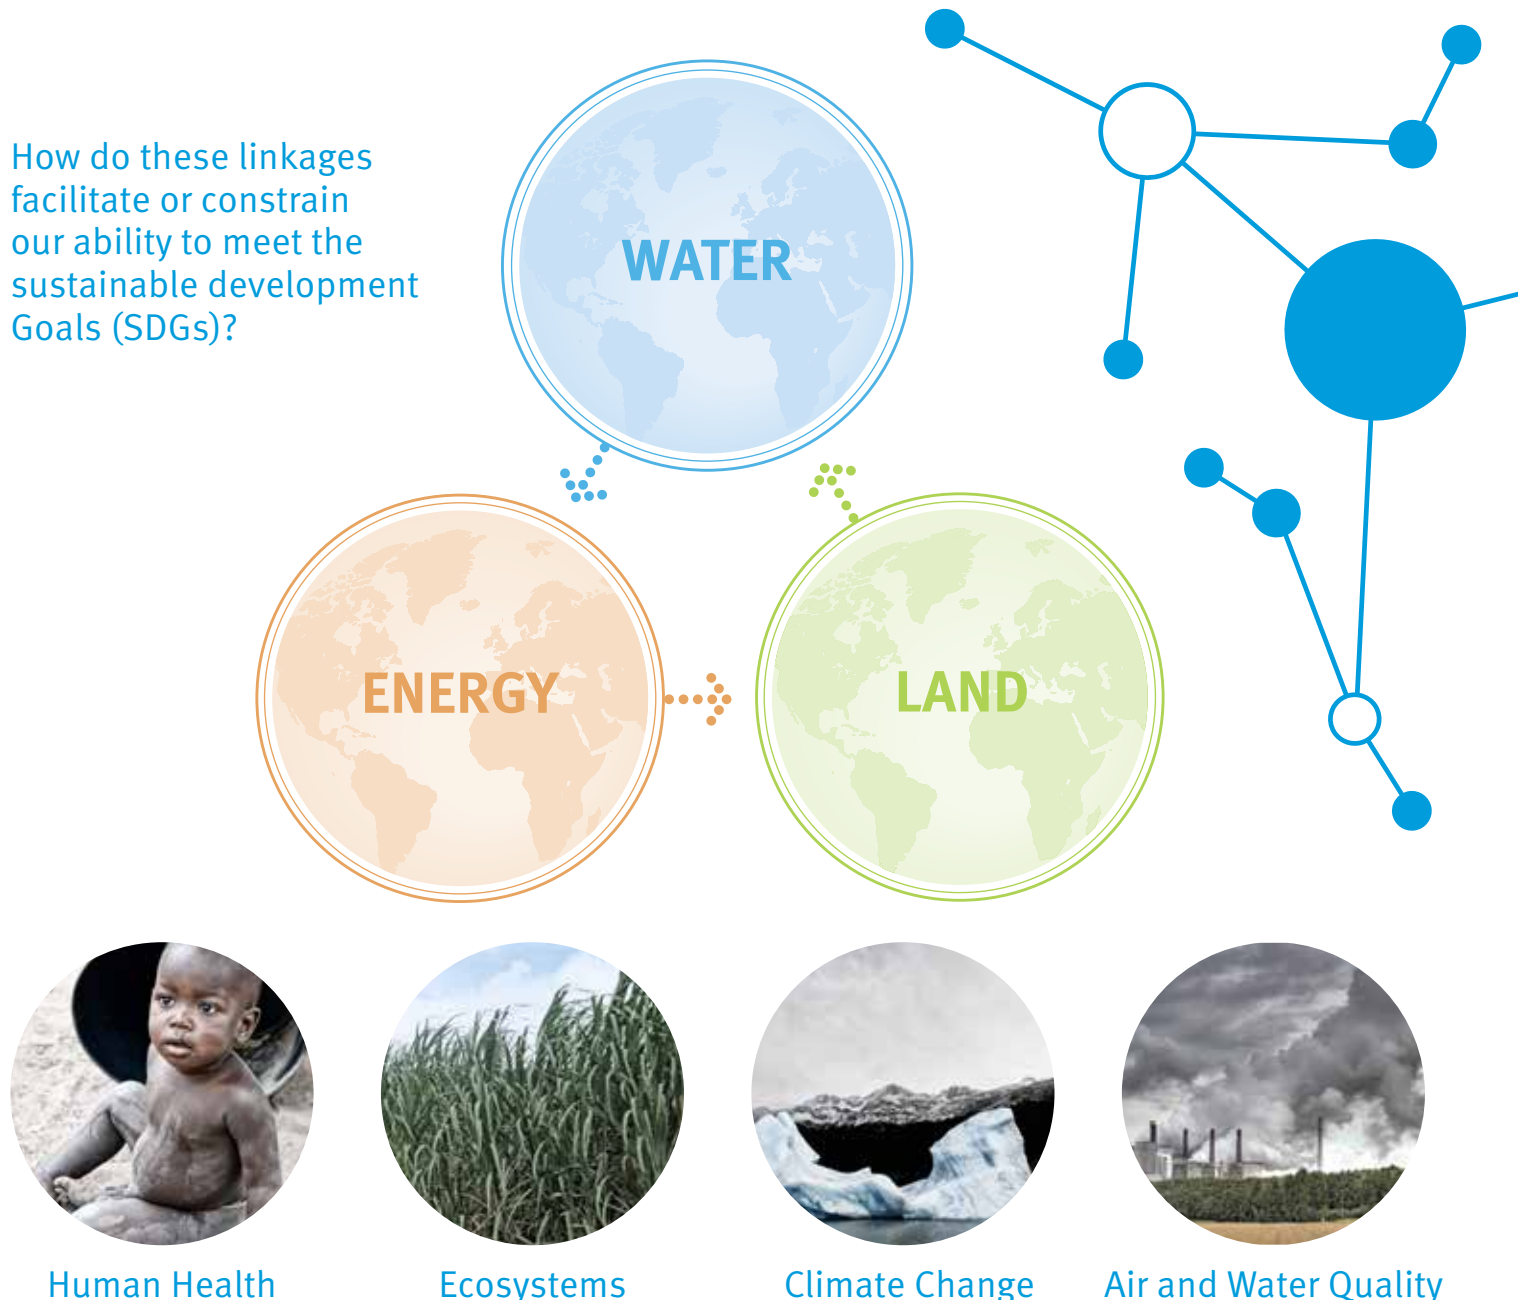 How do these linkages
facilitate or constrain
our ability to meet the
sustainable development
Goals (SDGs)?
WATER
ENERGY
LAND
Human Health
Ecosystems
Climate Change
Air and Water Quality